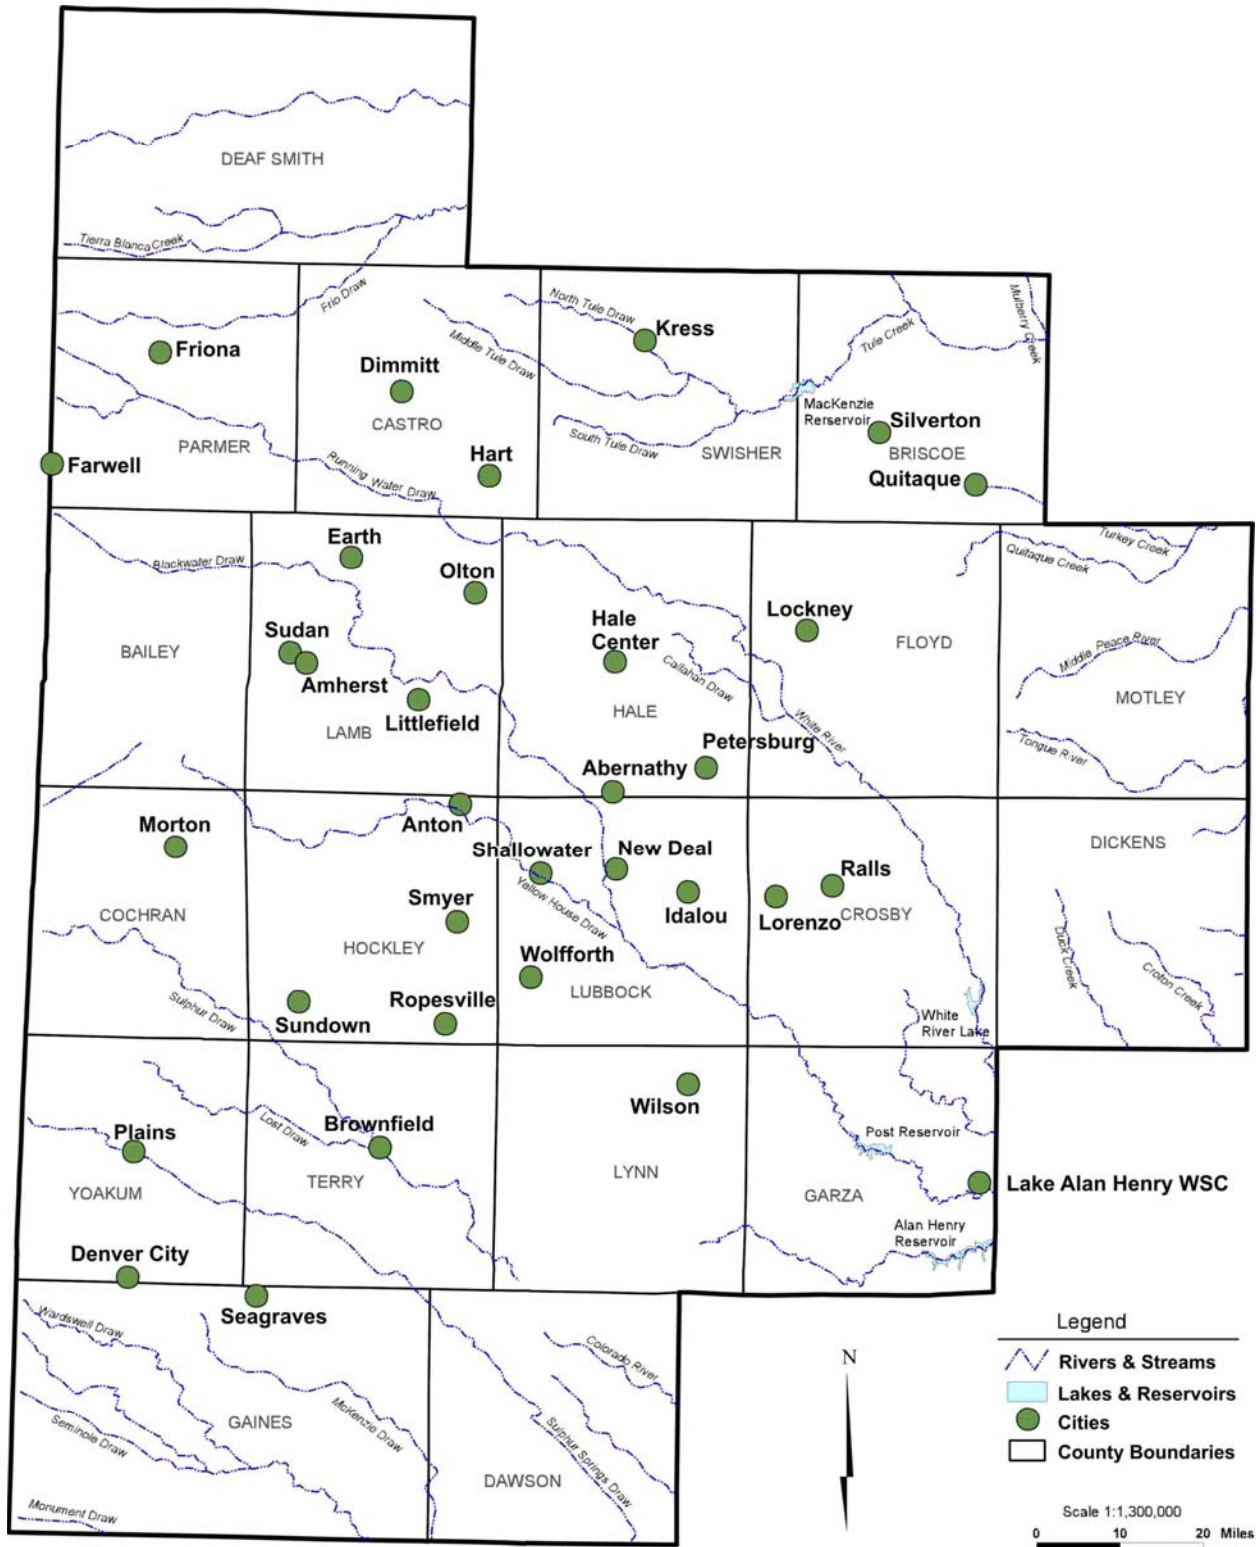 DEAF SMITH
Tierra Blanca Creek
Frio Draw
North Tule Draw
Kress
Mulberry Creek
Tule Creek
Friona
Dimmitt
Middle Tule Draw
MacKenzie
Rerservoir
CASTRO
Silverton
PARMER
South Tule Draw
SWISHER
BRISCOE
Farwell
Hart
Quitaque
Running Water Draw
Earth
Turkey Creek
Quitaque Creek
Blackwater Draw
Olton
Lockney
Hale
Center
Sudan
FLOYD
BAILEY
Middle Peace River
Callahan Draw
Amherst
MOTLEY
HALE
Littlefield
LAMB
White River
Petersburg
Tongue River
Abernathy
Morton
Anton
DICKENS
Shallowater
New Deal
Ralls
Yellow House Draw
Smyer
Idalou
COCHRAN
Lorenzo
CROSBY
HOCKLEY
Wolfforth
Duck Creek
Croton Creek
LUBBOCK
Ropesville
Sulphur Draw
Sundown
White
River Lake
Wilson
Lost Draw
Brownfield
Plains
Post Reservoir
LYNN
TERRY
Lake Alan Henry WSC
YOAKUM
GARZA
Alan Henry
Reservoir
Denver City
Seagraves
Wardswell Draw
Colorado River
McKenzie Draw
GAINES
Seminole Draw
Sulphur Springs Draw
DAWSON
Monument Draw
N
Legend
Rivers & Streams
Lakes & Reservoirs
Cities
County Boundaries
Scale 1:1,300,000
0 10 20 Miles